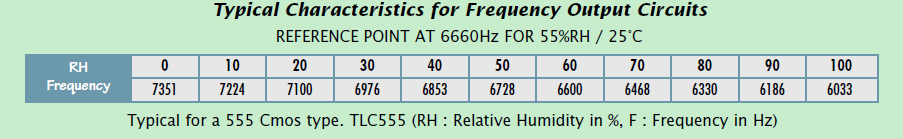 Typical Characteristics for Frequency Output Circuits
REFERENCE POINT AT 6660Hz FOR 55%RH / 25°C
RH 0 10 20 30 40 50 60 70 80 90 100
Frequency 7351 7224 7100 6976 6853 6728 6600 6468 6330 6186 6033
Typical for a 555 Cmos type. TLC555 (RH : Relative Humidity in %, F : Frequency in Hz)